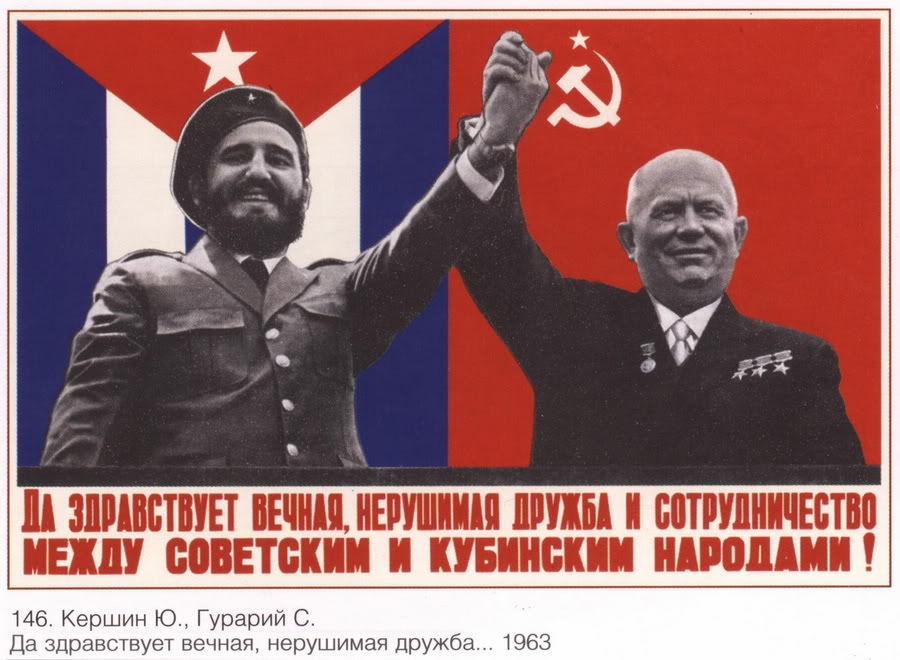 Да здравствует вечная, нерушимая дружба и сотрудничество
между советским и кубинским народами!
146. Кершин Ю., Гурарий С.
Да здравствует вечная, нерушимая дружба... 1963